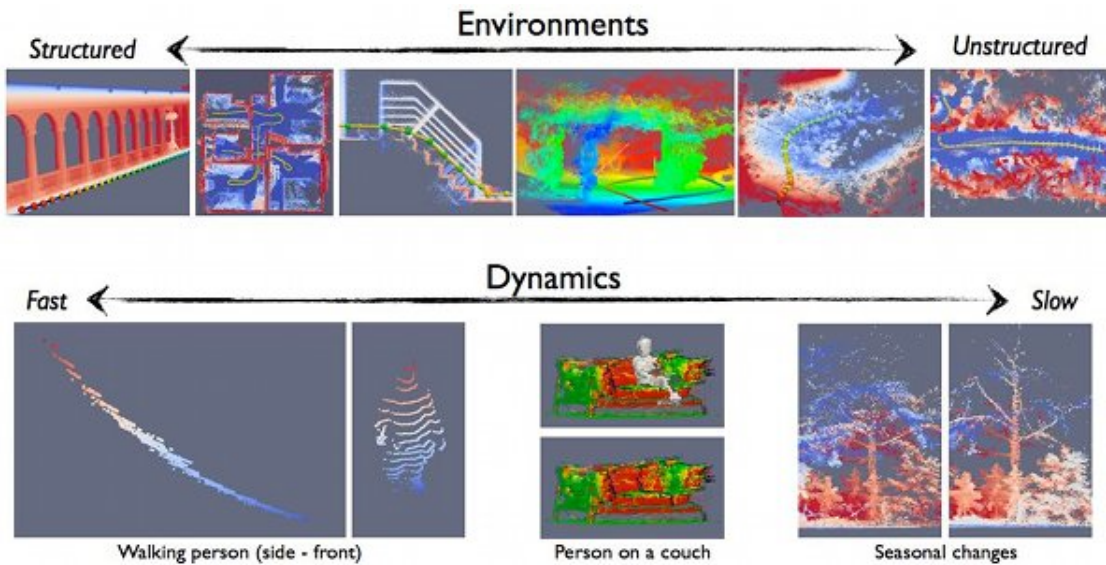 Environments
Structured
Unstructured
Dynamics
Fast
Slow
Walking person (side - front)
Person on a couch
Seasonal changes